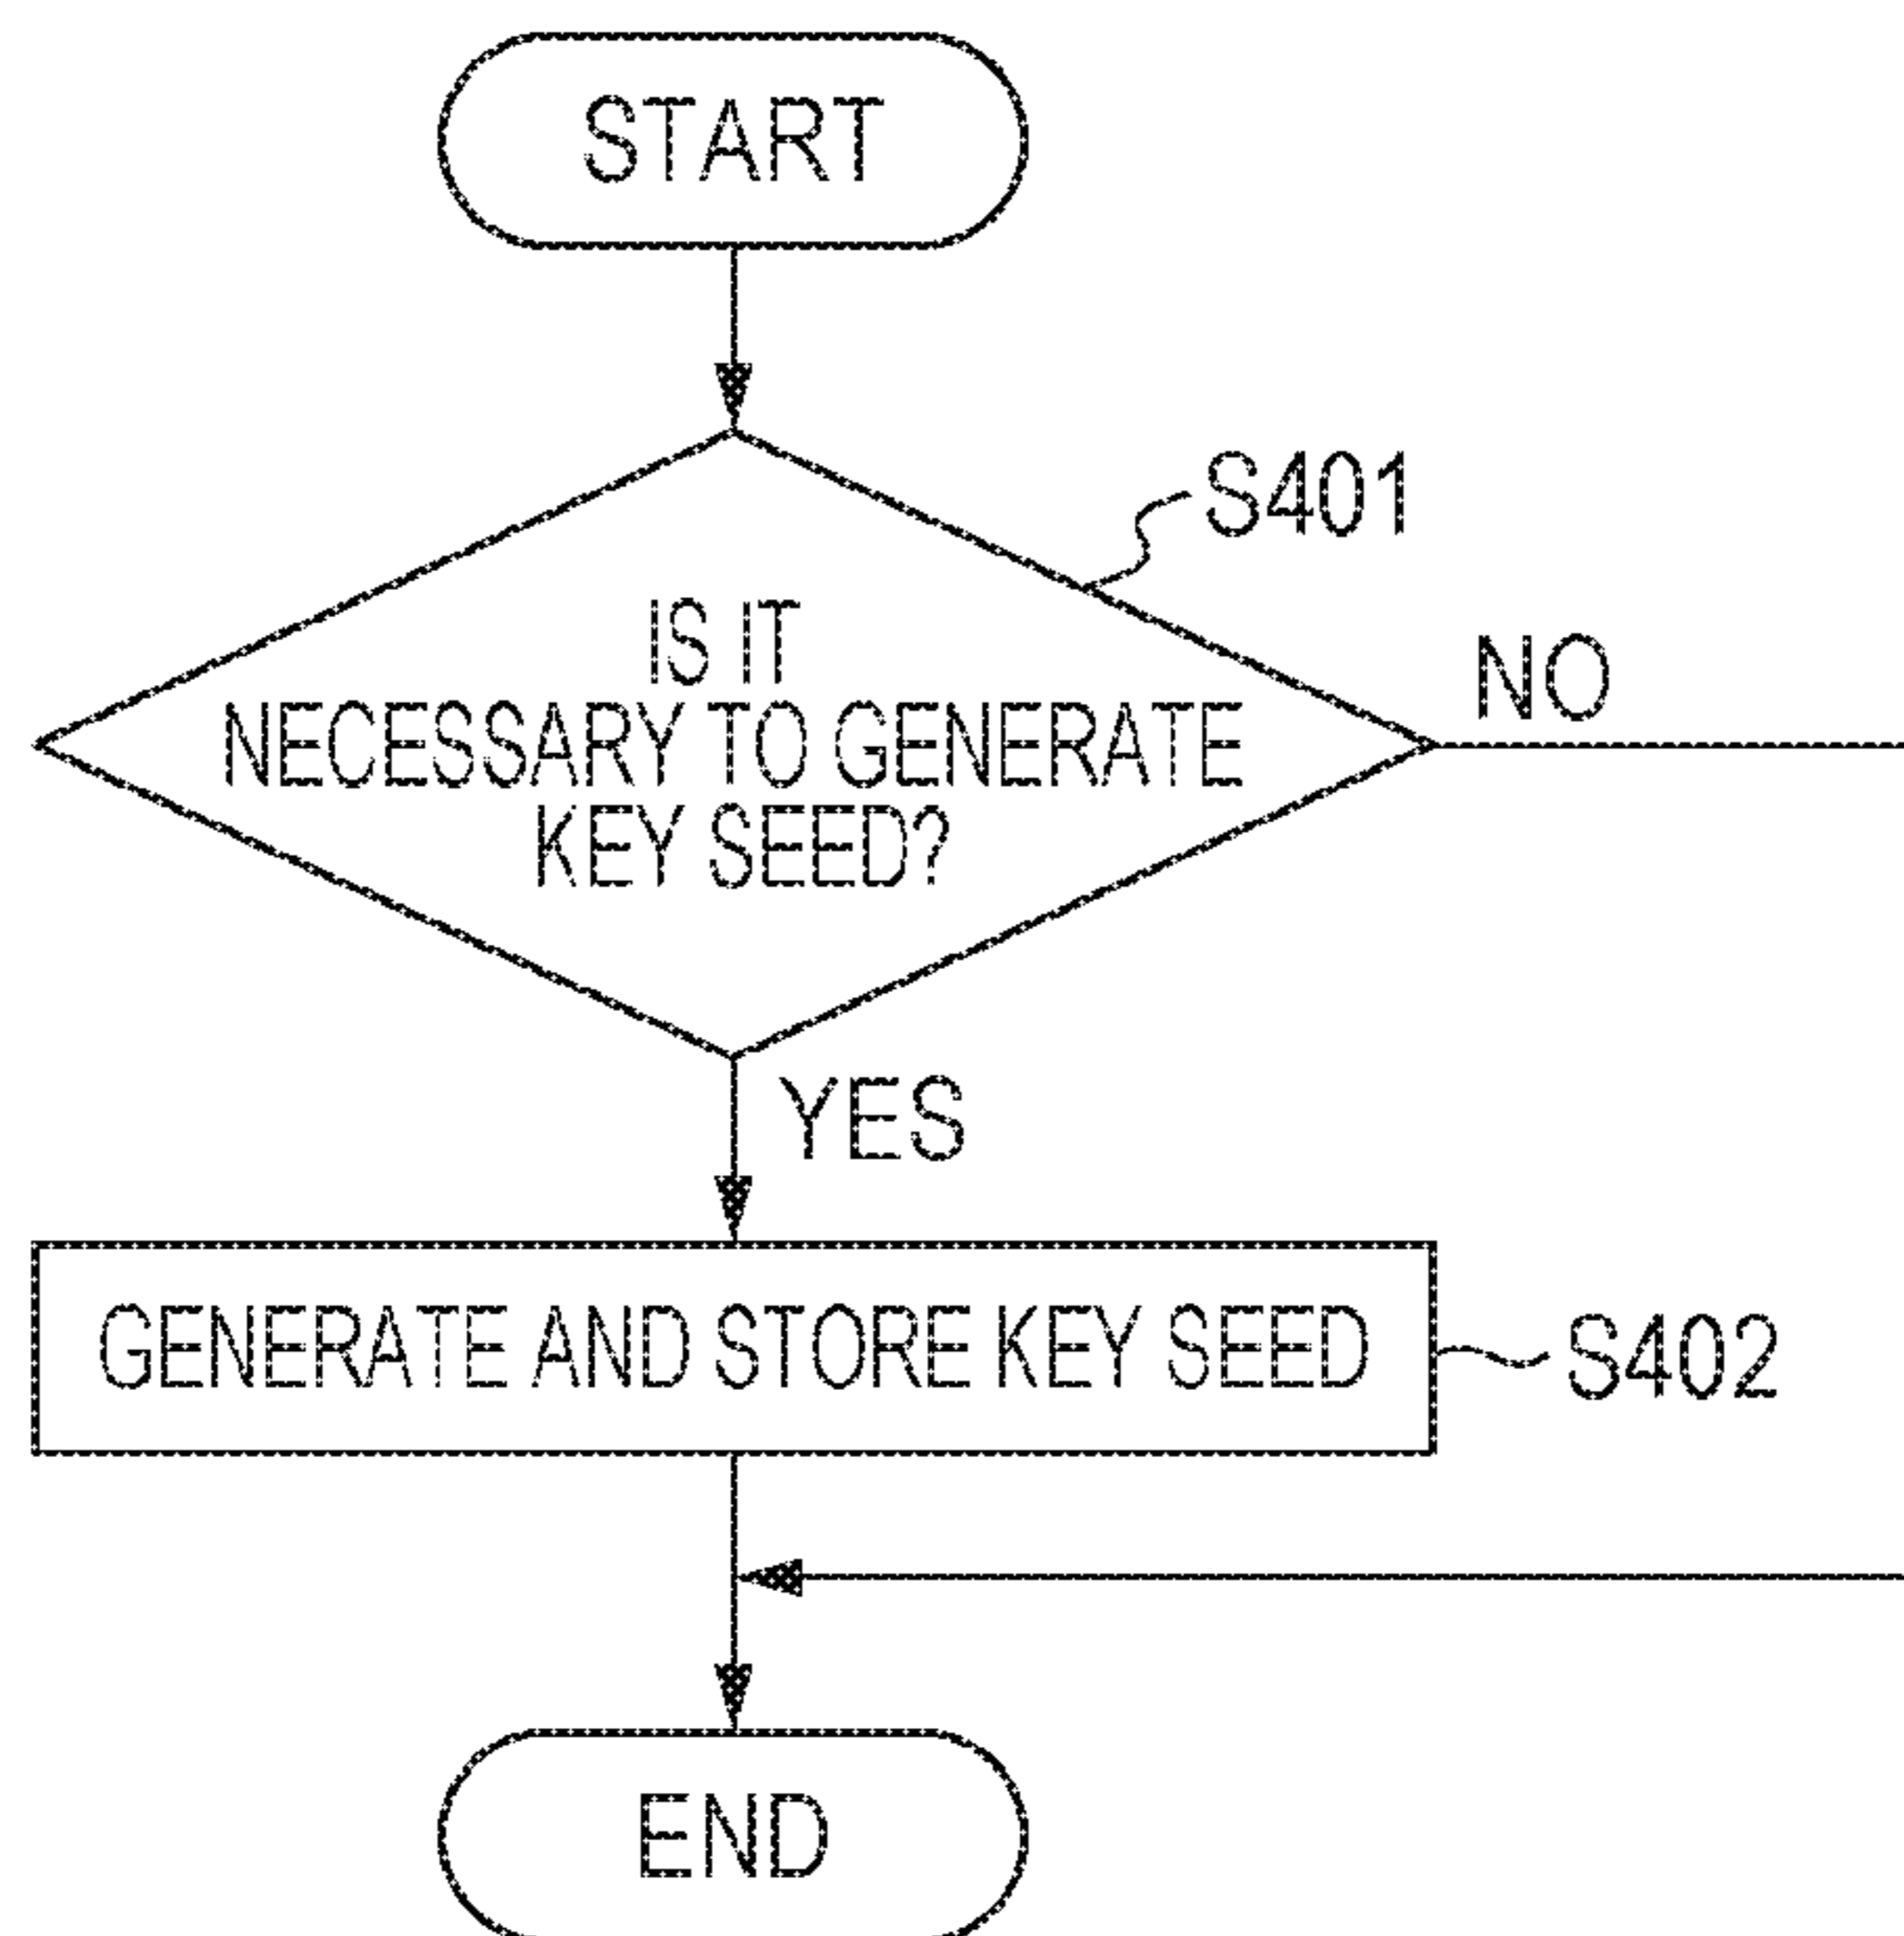 START
S401
IS IT
NECESSARY TO GENERATE
KEY SEED?
NO
YES
GENERATE AND STORE KEY SEED
S402
END